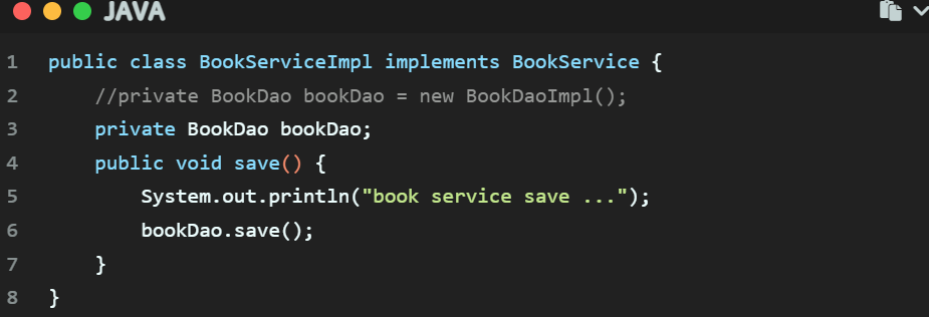 JAVA
1 public class BookServiceImpl implements BookService {
2 //private BookDao bookDao = new BookDaoImpl();
3 private BookDao bookDao;
4 public void save() {
5 System.out.println("book service save ...");
6 bookDao.save();
7 }
8 }